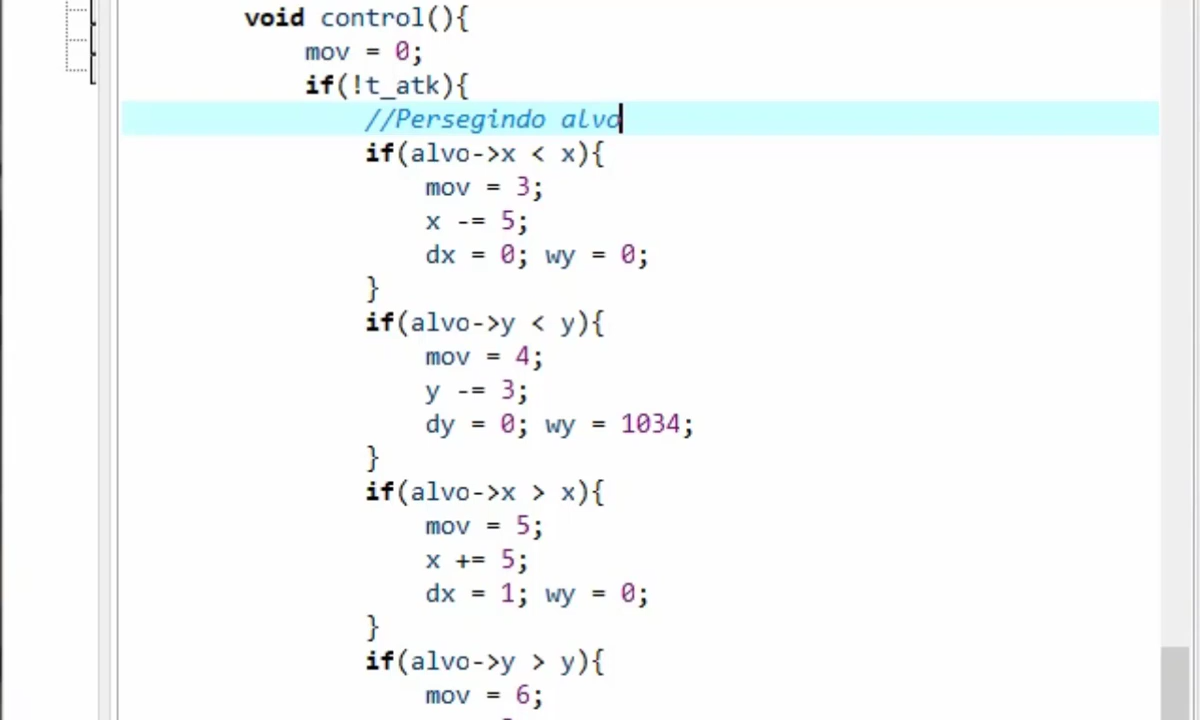 void control(){
mov = 0;
if(!t_atk){
//Persegindo alvo
if(alvo->x < x){
mov = 3;
x -= 5;
dx = 0; wy = 0;
}
if(alvo->y < y){
mov = 4;
y -= 3;
dy = 0; wy = 1034;
}
if(alvo->x > x){
mov = 5;
x += 5;
dx = 1; wy = 0;
}
if(alvo->y > y){
mov = 6;